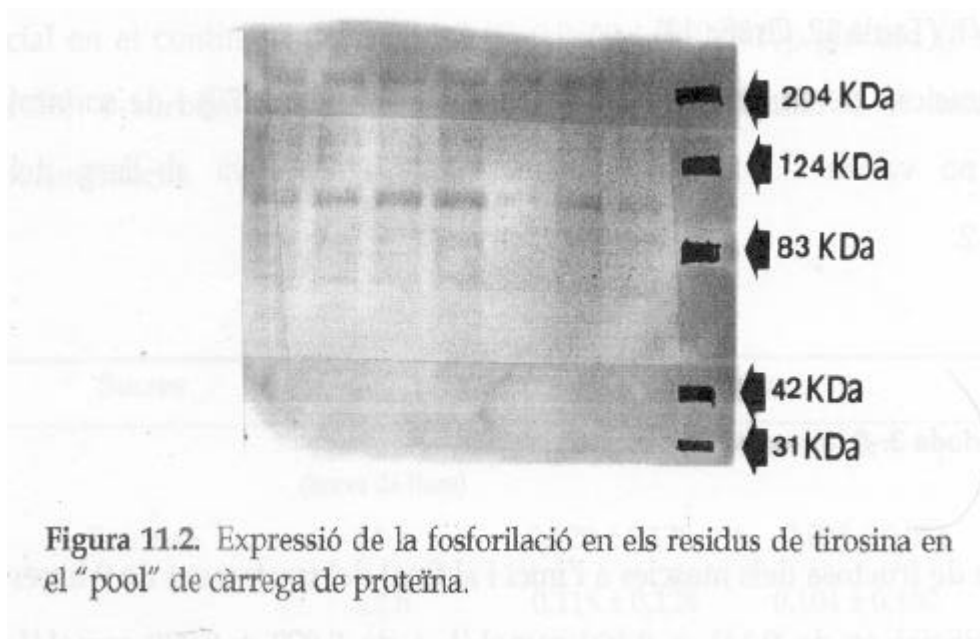 204 KDa
124 KDa
83 KDa
42 KDa
31 KDa
Figura 11.2. Expressió de la fosforilació en els residus de tirosina en
el "pool" de càrrega de proteïna.